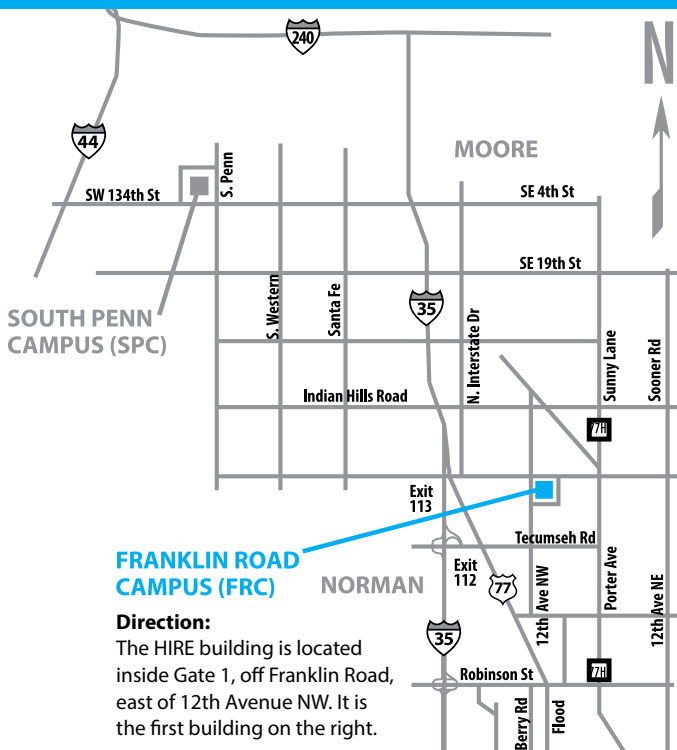 240
N
44
MOORE
S. Penn
SW 134th St
SE 4th St
SE 19th St
SOUTH PENN
CAMPUS (SPC)
S. Western
Santa Fe
35
N. Interstate Dr
Sunny Lane
Sooner Rd
Indian Hills Road
77H
Exit
113
Tecumseh Rd
FRANKLIN ROAD
CAMPUS (FRC)
NORMAN
Exit
112
77
12th Ave NW
Porter Ave
12th Ave NE
Direction:
The HIRE building is located
inside Gate 1, off Franklin Road,
east of 12th Avenue NW. It is
the first building on the right.
35
Robinson St
77H
Berry Rd
Flood